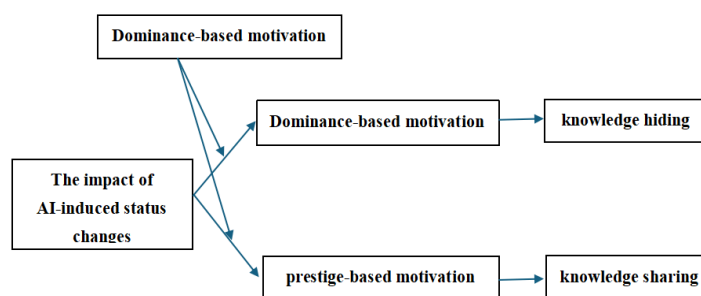 Dominance-based motivation
Dominance-based motivation
knowledge hiding
The impact of
AI-induced status
changes
prestige-based motivation
knowledge sharing